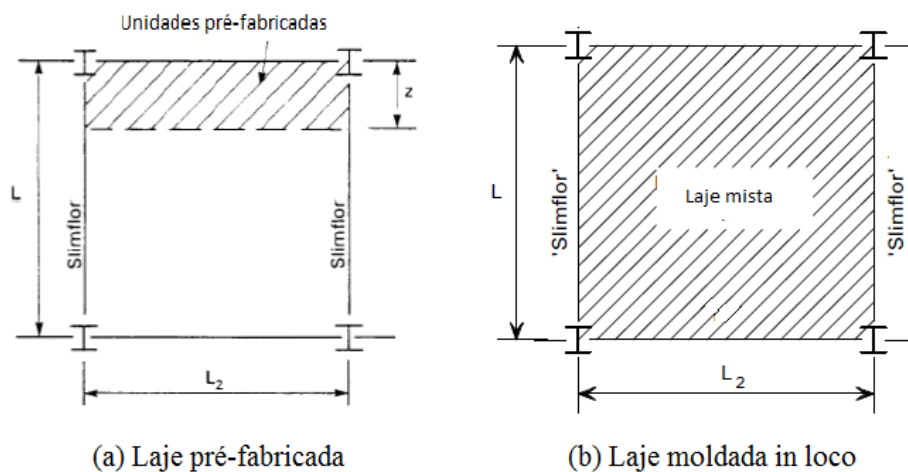 Unidades pré-fabricadas
L
z
Slimflor
Slimflor
L2
(a) Laje pré-fabricada
L
'Slimflor'
Laje mista
'Slimflor'
L2
(b) Laje moldada in loco